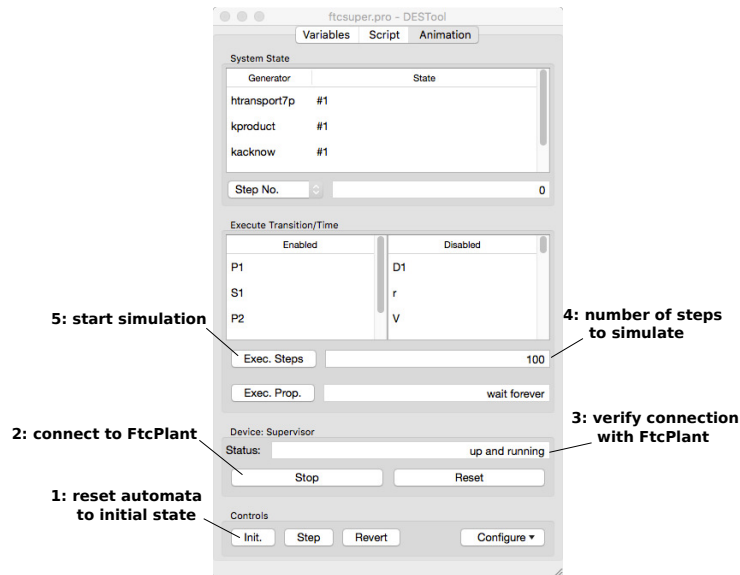 ftcsuper.pro - DESTool
Variables Script Animation
System State
Generator State
htransport7p #1
kproduct #1
kacknow #1
Step No. 0
Execute Transition/Time
Enabled Disabled
P1 D1
S1 r
P2 V
5: start simulation
4: number of steps
to simulate
Exec. Steps 100
Exec. Prop. wait forever
3: verify connection
with FtcPlant
2: connect to FtcPlant
Device: Supervisor
Status: up and running
Stop Reset
1: reset automata
to initial state
Controls
Init. Step Revert Configure ▾